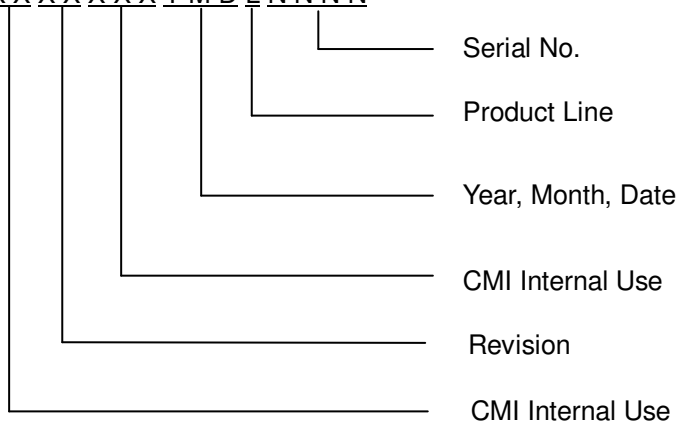 Serial No.
Product Line
Year, Month, Date
CMI Internal Use
Revision
CMI Internal Use